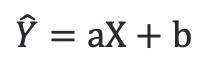 Ŷ = aX + b